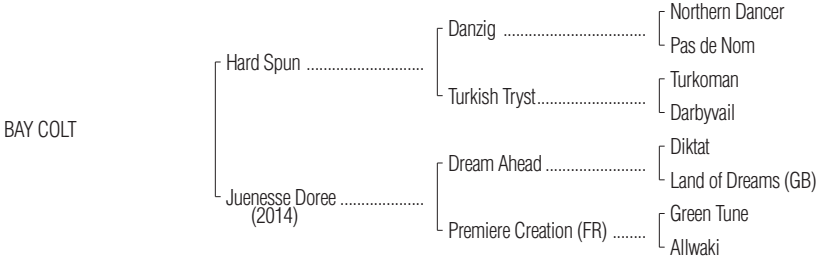 Northern Dancer
Danzig ..................................
Pas de Nom
Hard Spun ............................
Turkoman
Turkish Tryst..........................
Darbyvail
BAY COLT
Diktat
Dream Ahead ........................
Land of Dreams (GB)
Juenesse Doree ....................
(2014)
Green Tune
Premiere Creation (FR) ........
Allwaki